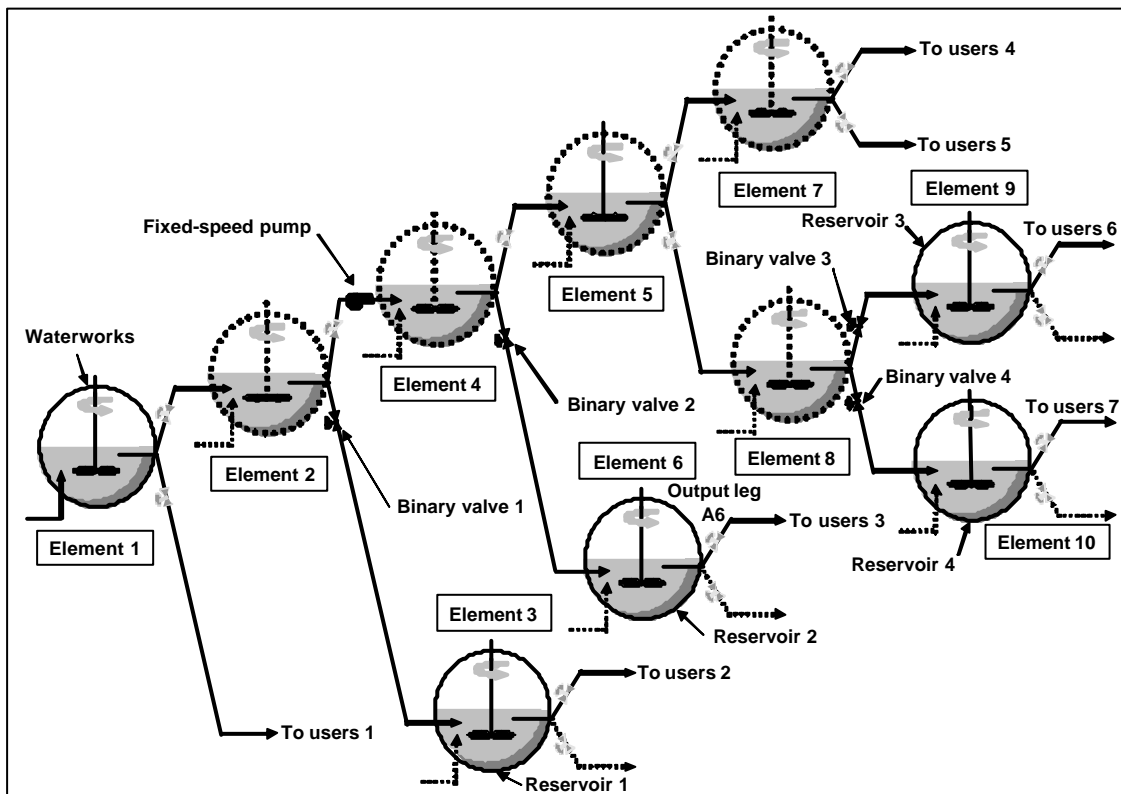 To users 4
To users 5
Element 7
Element 9
Reservoir 3
To users 6
Fixed-speed pump
Binary valve 3
Element 5
Waterworks
Element 4
Binary valve 2
Binary valve 4
To users 7
Element 2
Element 6
Element 8
Output leg
A6
Binary valve 1
To users 3
Element 1
Element 10
Reservoir 4
Element 3
Reservoir 2
To users 2
To users 1
Reservoir 1